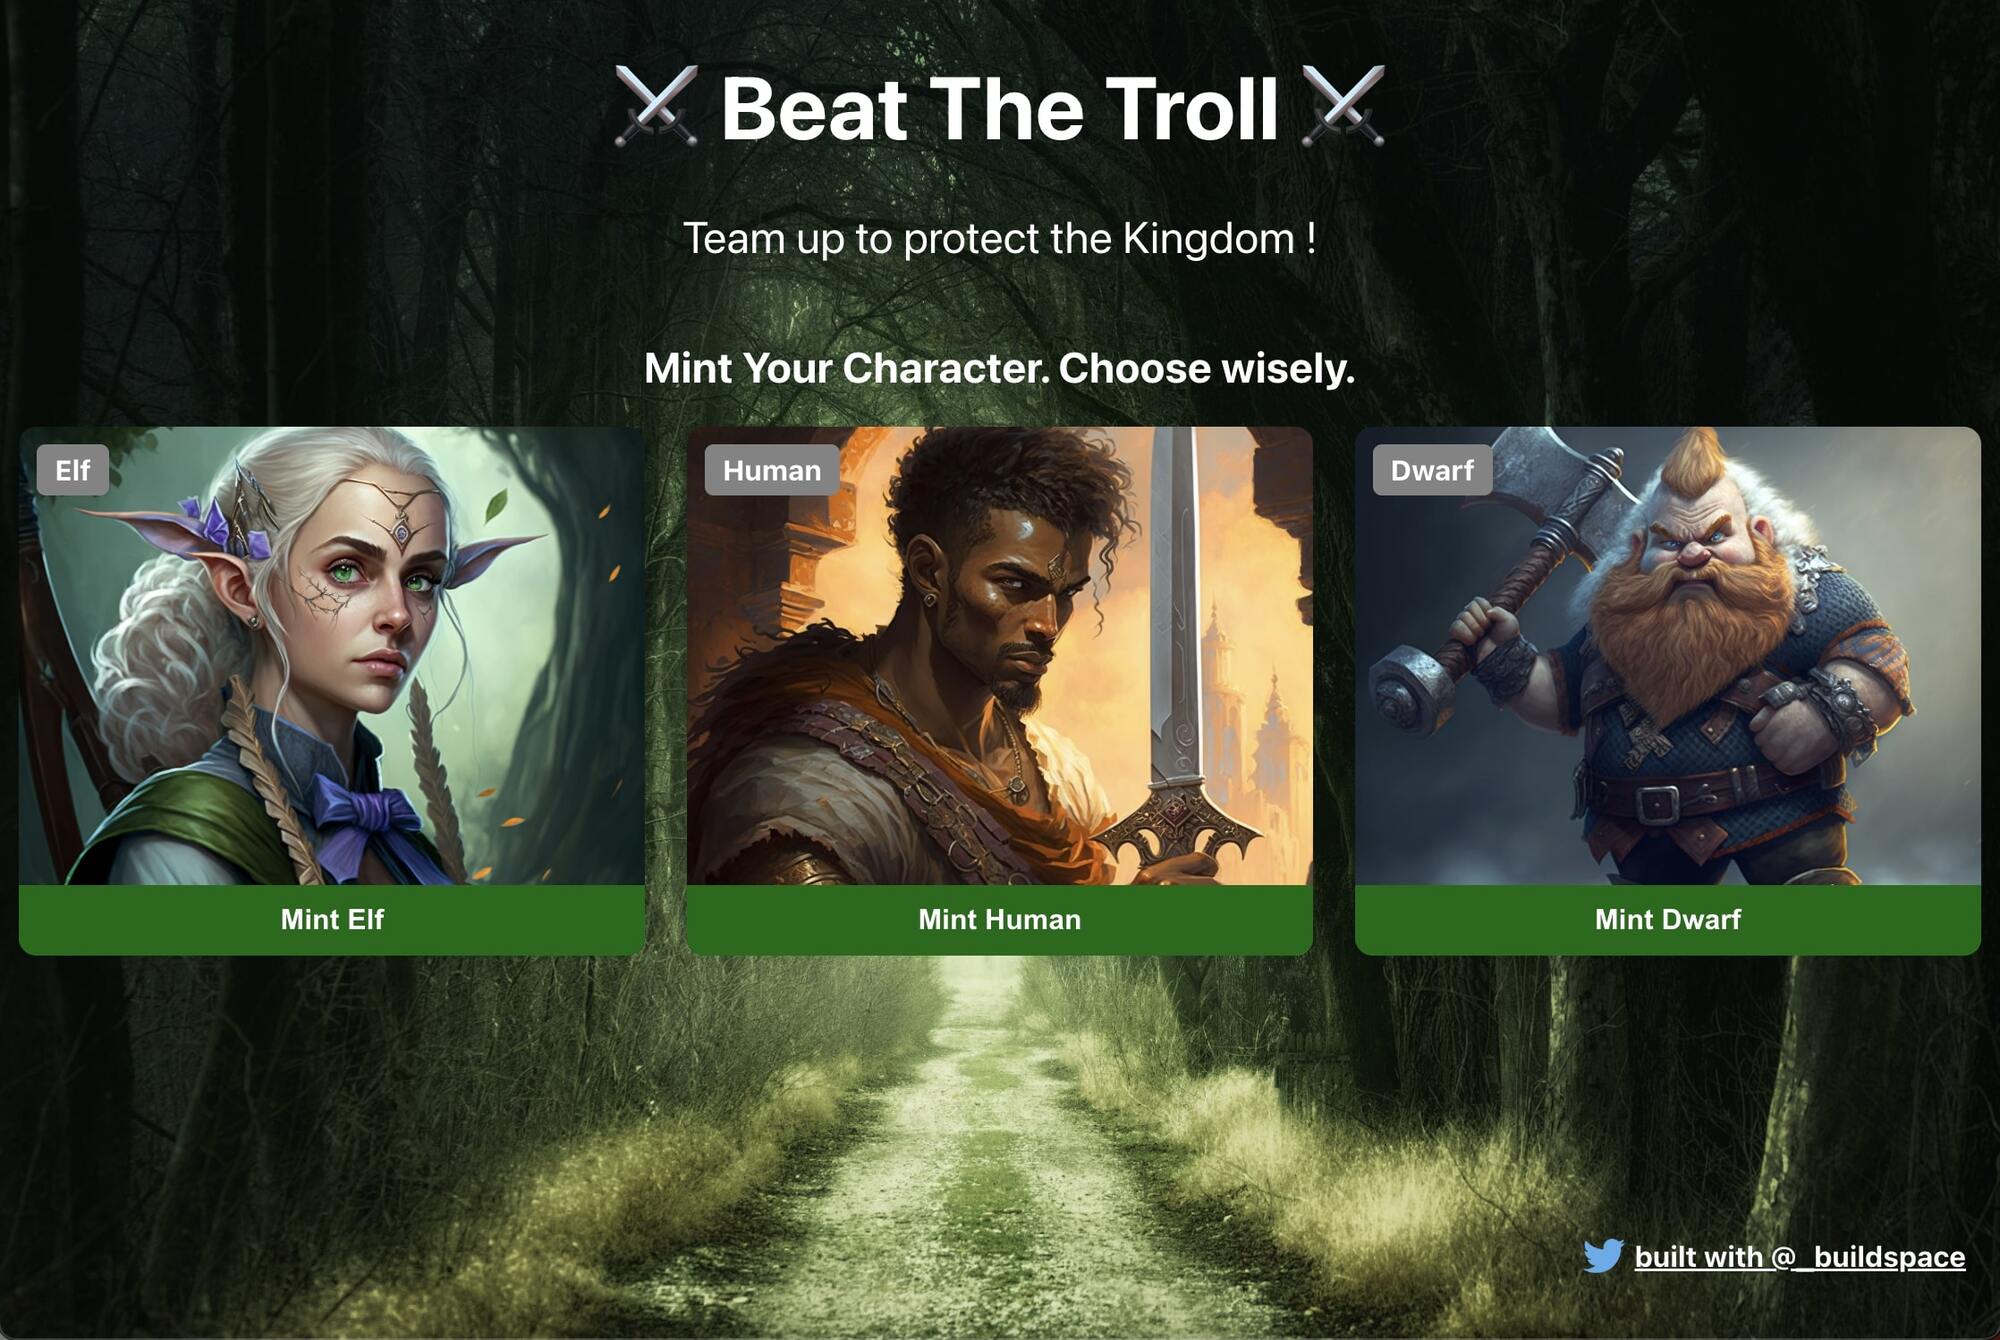 ⚔️ Beat The Troll ⚔️
Team up to protect the Kingdom !
Mint Your Character. Choose wisely.
Elf
Human
Dwarf
Mint Elf
Mint Human
Mint Dwarf
built with @_buildspace